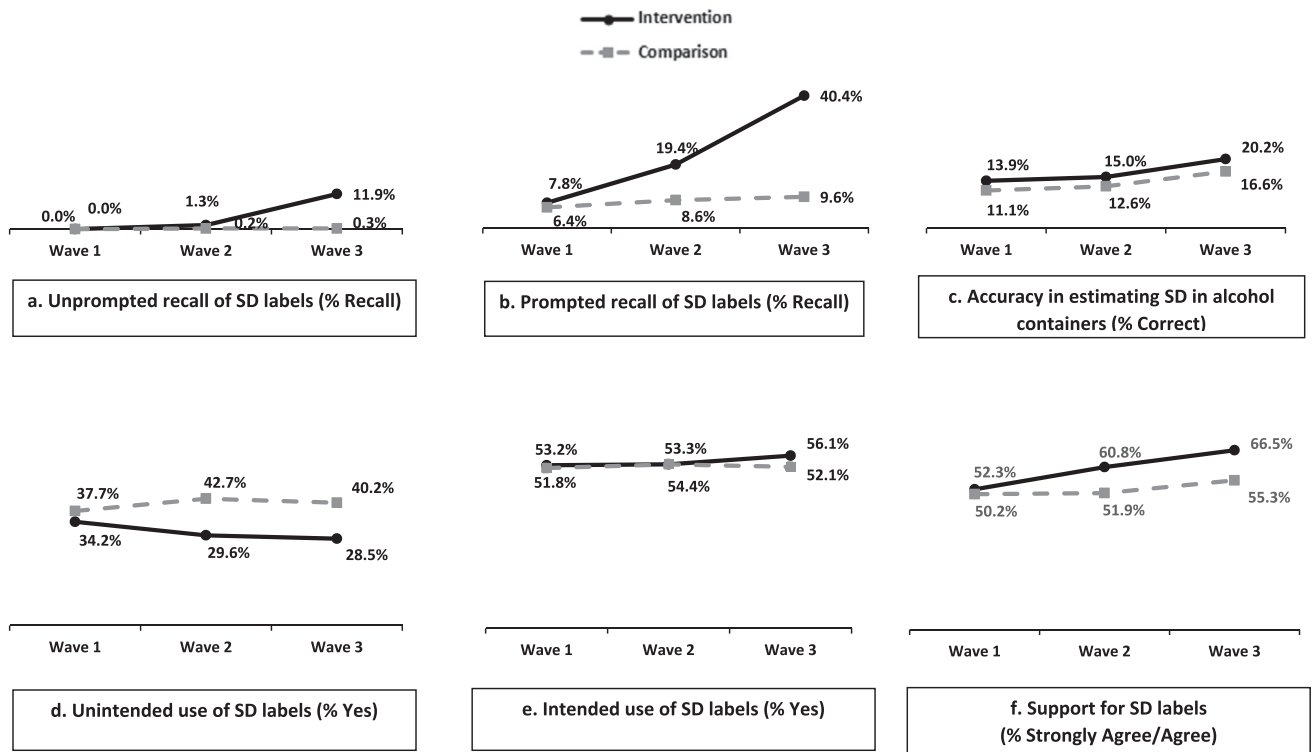 Intervention
Comparison
0.0%
0.0%
1.3%
0.2%
11.9%
0.3%
Wave 1
Wave 2
Wave 3
a. Unprompted recall of SD labels (% Recall)
7.8%
6.4%
19.4%
8.6%
40.4%
9.6%
Wave 1
Wave 2
Wave 3
b. Prompted recall of SD labels (% Recall)
13.9%
11.1%
15.0%
12.6%
20.2%
16.6%
Wave 1
Wave 2
Wave 3
c. Accuracy in estimating SD in alcohol
containers (% Correct)
37.7%
34.2%
42.7%
29.6%
40.2%
28.5%
Wave 1
Wave 2
Wave 3
d. Unintended use of SD labels (% Yes)
53.2%
51.8%
53.3%
54.4%
56.1%
52.1%
Wave 1
Wave 2
Wave 3
e. Intended use of SD labels (% Yes)
52.3%
50.2%
60.8%
51.9%
66.5%
55.3%
Wave 1
Wave 2
Wave 3
f. Support for SD labels
(% Strongly Agree/Agree)